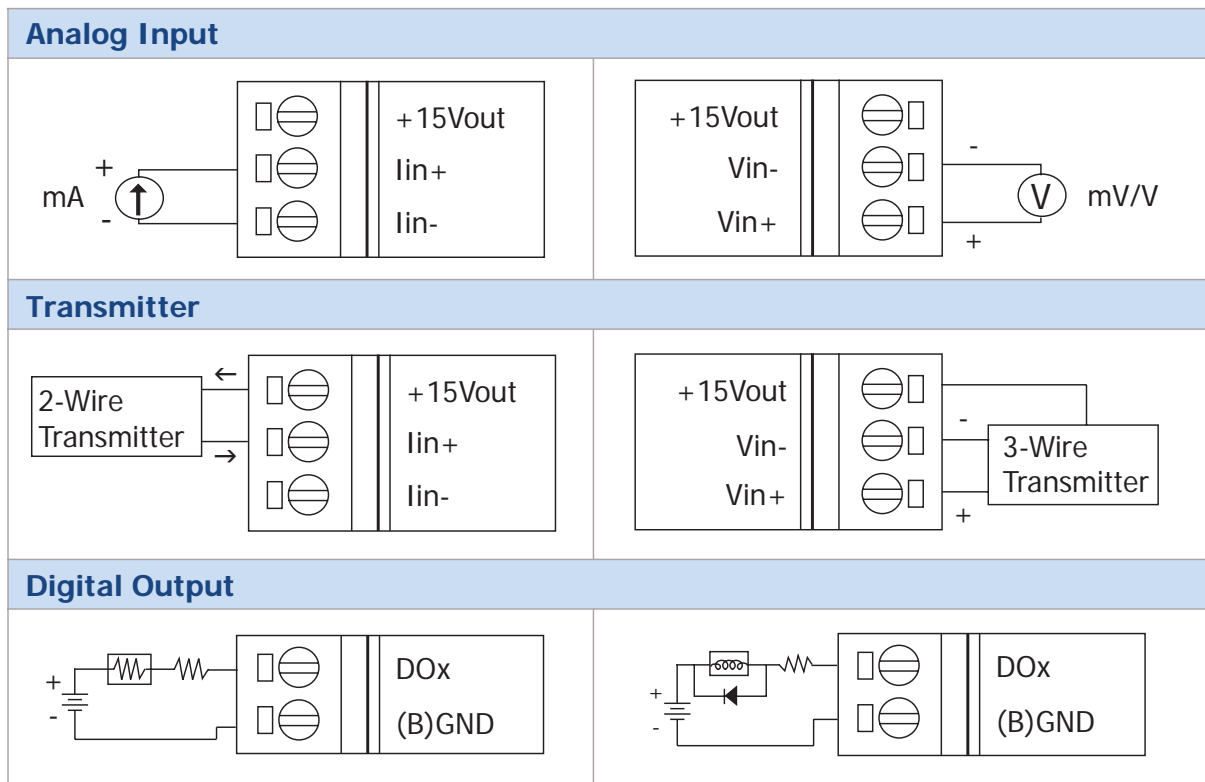 Analog Input
+
mA
-
+15Vout
Iin+
Iin-
+15Vout
Vin-
Vin+
-
V
mV/V
+
Transmitter
2-Wire
Transmitter
+15Vout
Iin+
Iin-
+15Vout
Vin-
Vin+
-
+
3-Wire
Transmitter
Digital Output
+
-
DOx
(B)GND
+
-
DOx
(B)GND